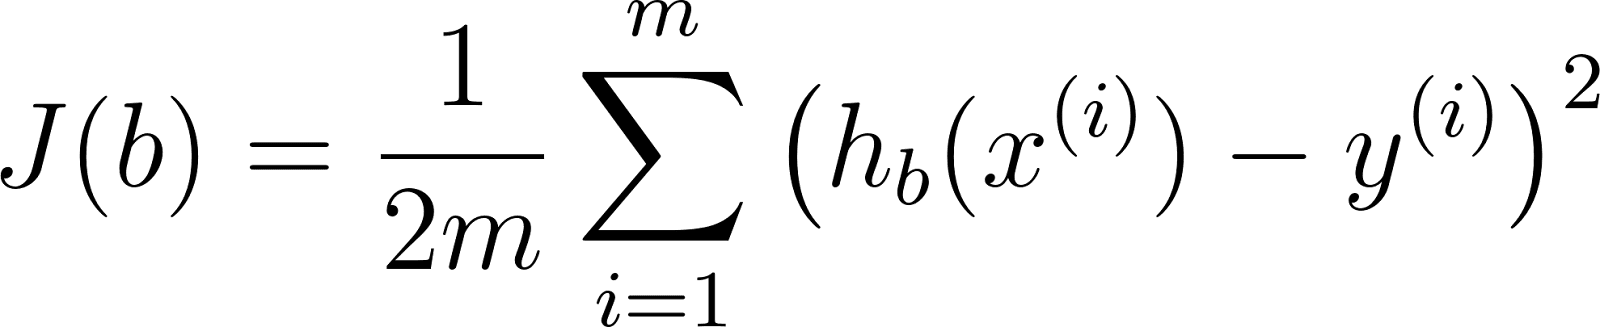 J(b) = \frac{1}{2m} \sum_{i=1}^{m} \left( h_b(x^{(i)}) - y^{(i)} \right)^2